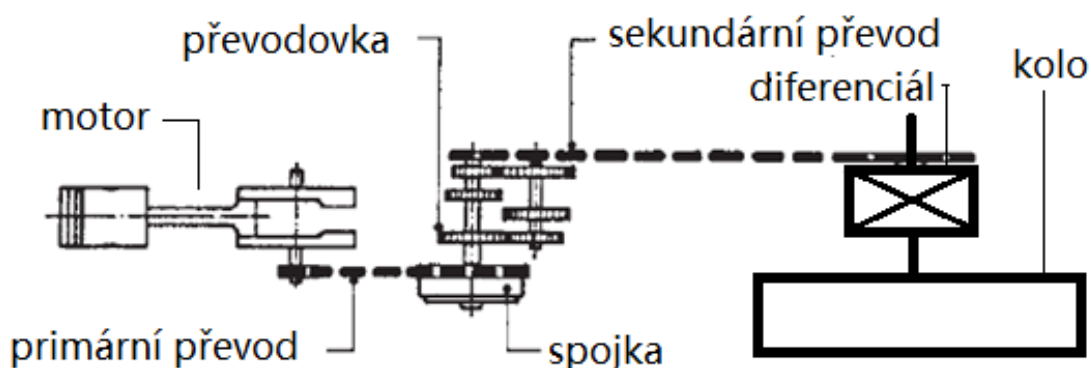 převodovka
sekundární převod
kolo
diferenciál
motor
primární převod
spojka